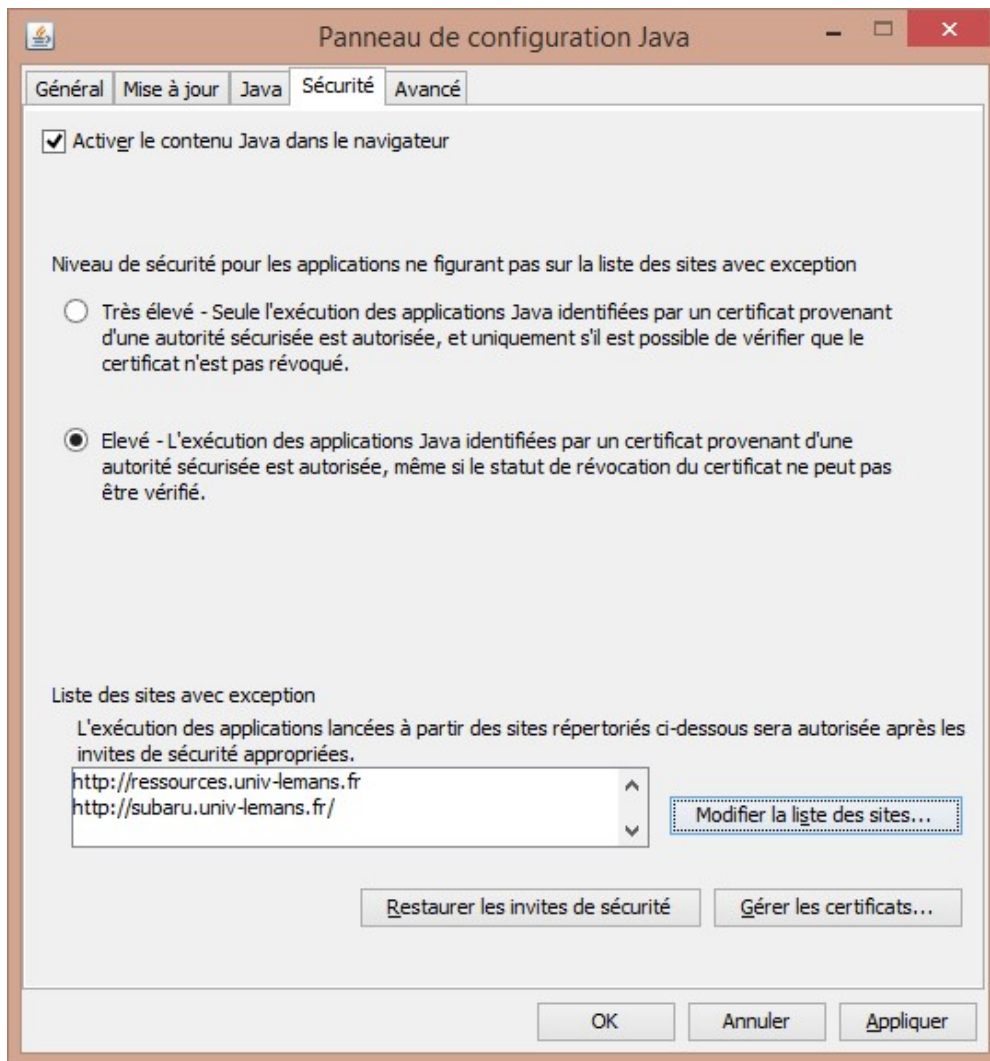 Panneau de configuration Java
Général Mise à jour Java Sécurité Avancé
Activer le contenu Java dans le navigateur
Niveau de sécurité pour les applications ne figurant pas sur la liste des sites avec exception
Très élevé - Seule l'exécution des applications Java identifiées par un certificat provenant
d'une autorité sécurisée est autorisée, et uniquement s'il est possible de vérifier que le
certificat n'est pas révoqué.
Elevé - L'exécution des applications Java identifiées par un certificat provenant d'une
autorité sécurisée est autorisée, même si le statut de révocation du certificat ne peut pas
être vérifié.
Liste des sites avec exception
L'exécution des applications lancées à partir des sites répertoriés ci-dessous sera autorisée après les
invites de sécurité appropriées.
http://ressources.univ-lemans.fr
http://subaru.univ-lemans.fr/
Modifier la liste des sites...
Restaurer les invites de sécurité Gérer les certificats...
OK Annuler Appliquer